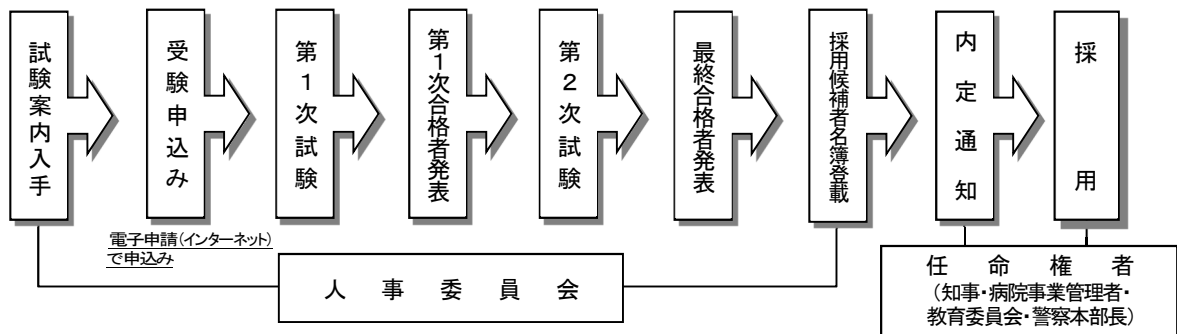 試験案内入手
受験申込み
第１次試験
第１次合格者発表
第２次試験
最終合格者発表
採用候補者名簿登載
内定通知
採用
電子申請（インターネット）
で申込み
人事委員会
任命権者
（知事・病院事業管理者・
教育委員会・警察本部長）